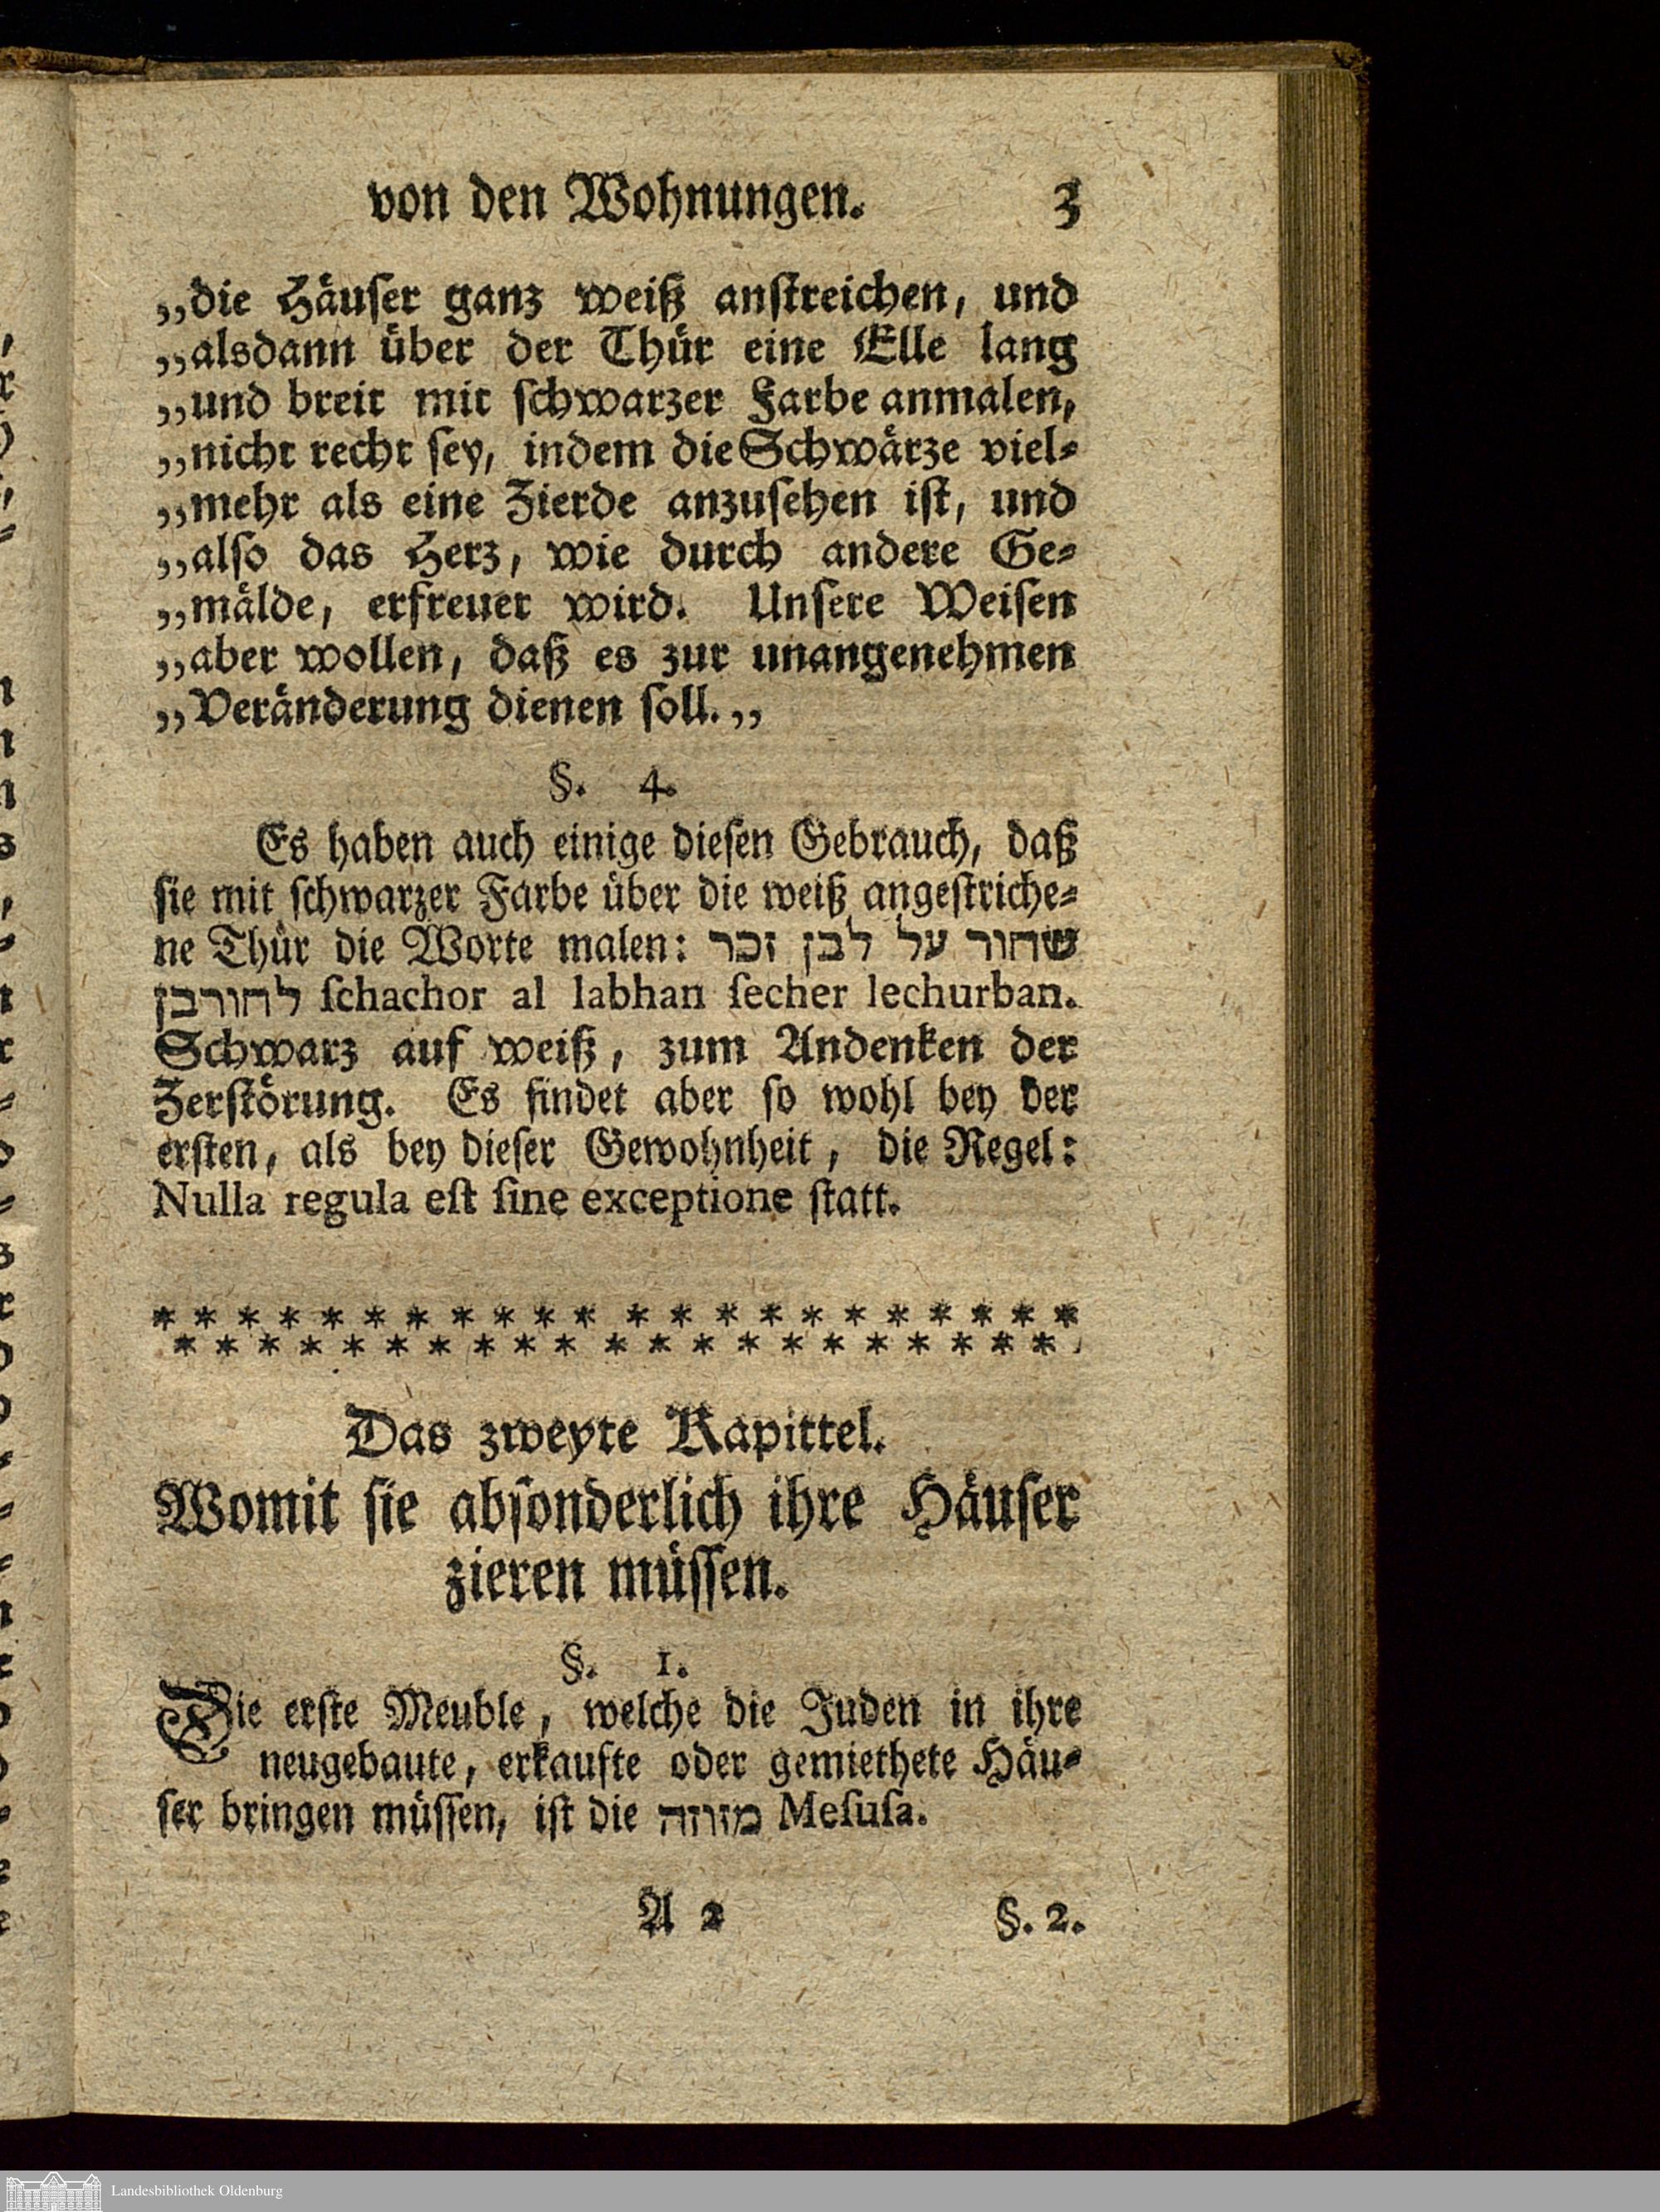 von den Wohnungen. 3
„die Häuſer ganz weiß anſtreichen, und
„alsdann über der Thür eine Elle lang
„und breit mit ſchwarzer Farbe anmalen,
„nicht recht ſey, indem die Schwärze viel-
„mehr als eine Zierde anzuſehen iſt, und
„alſo das Herz, wie durch andere Ge-
„mälde, erfreuet wird. Unſere Weiſen
„aber wollen, daß es zur unangenehmen
„Veränderung dienen ſoll.„
§. 4.
Es haben auch einige dieſen Gebrauch, daß
ſie mit ſchwarzer Farbe über die weiß angeſtriche-
ne Thür die Worte malen: שחור על לבן זכר
לחורבן ſchachor al labhan ſecher lechurban.
Schwarz auf weiß, zum Andenken der
Zerſtörung. Es findet aber ſo wohl bey der
erſten, als bey dieſer Gewohnheit, die Regel:
Nulla regula eſt ſine exceptione ſtatt.
* * * * * * * * * * * * * * * * * * * * * *
* * * * * * * * * * * * * * * * * * * * *
Das zweyte Kapittel.
Womit ſie abſonderlich ihre Häuſer
zieren müſſen.
§. 1.
Die erſte Meuble, welche die Juden in ihre
neugebaute, erkaufte oder gemiethete Häu-
ſer bringen müſſen, iſt die מזוזה Meſuſa.
A 2 §. 2.
Landesbibliothek Oldenburg